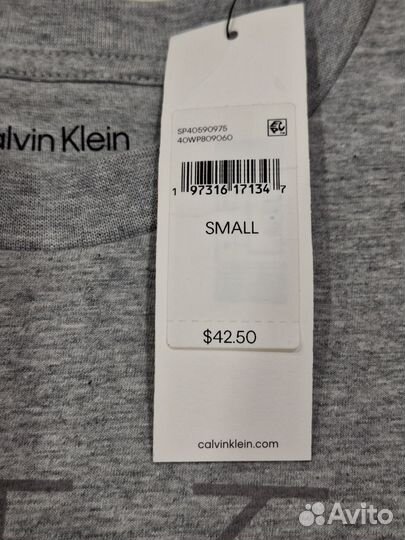 SP40590975
40WP809060
alvin Klein
1 97316 17134 7
SMALL
$42.50
calvinklein.com
Avito